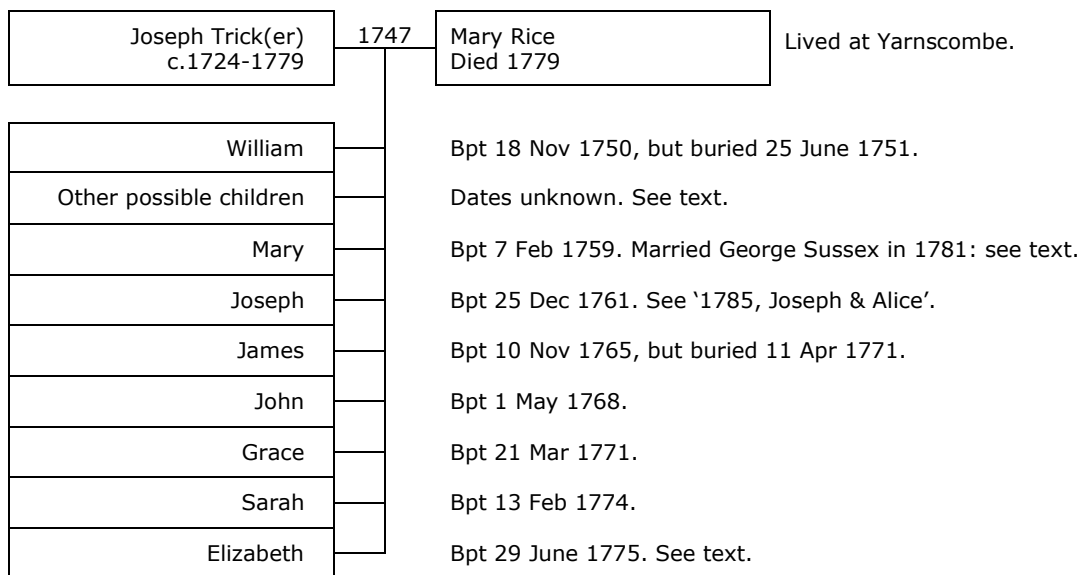 Joseph Trick(er)
c.1724-1779
1747
Mary Rice
Died 1779
Lived at Yarnscombe.
William
Bpt 18 Nov 1750, but buried 25 June 1751.
Other possible children
Dates unknown. See text.
Mary
Bpt 7 Feb 1759. Married George Sussex in 1781: see text.
Joseph
Bpt 25 Dec 1761. See ‘1785, Joseph & Alice’.
James
Bpt 10 Nov 1765, but buried 11 Apr 1771.
John
Bpt 1 May 1768.
Grace
Bpt 21 Mar 1771.
Sarah
Bpt 13 Feb 1774.
Elizabeth
Bpt 29 June 1775. See text.